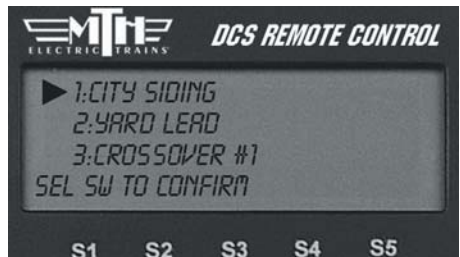 MTH
ELECTRIC TRAINS
DCS REMOTE CONTROL
1:CITY SIDING
2:YARD LEAD
3:CROSSOVER #1
SEL SW TO CONFIRM
S1 S2 S3 S4 S5